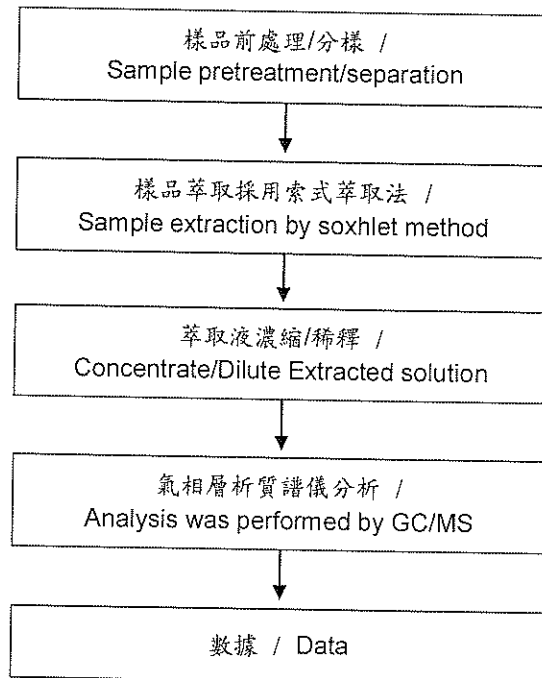 樣品前處理/分樣 /
Sample pretreatment/separation
樣品萃取採用索式萃取法 /
Sample extraction by soxhlet method
萃取液濃縮/稀釋 /
Concentrate/Dilute Extracted solution
氣相層析質譜儀分析 /
Analysis was performed by GC/MS
數據 / Data